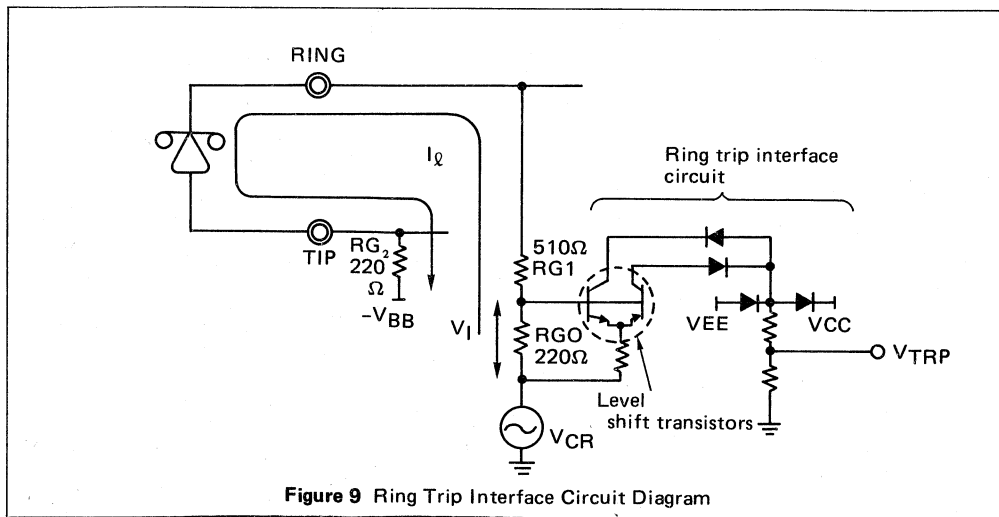 RING
I ℓ
Ring trip interface
circuit
TIP
RG2
220
Ω
-VBB
510Ω
RG1
VI
RGO
220Ω
VEE
VCC
VTRP
Level
shift transistors
VCR
Figure 9 Ring Trip Interface Circuit Diagram